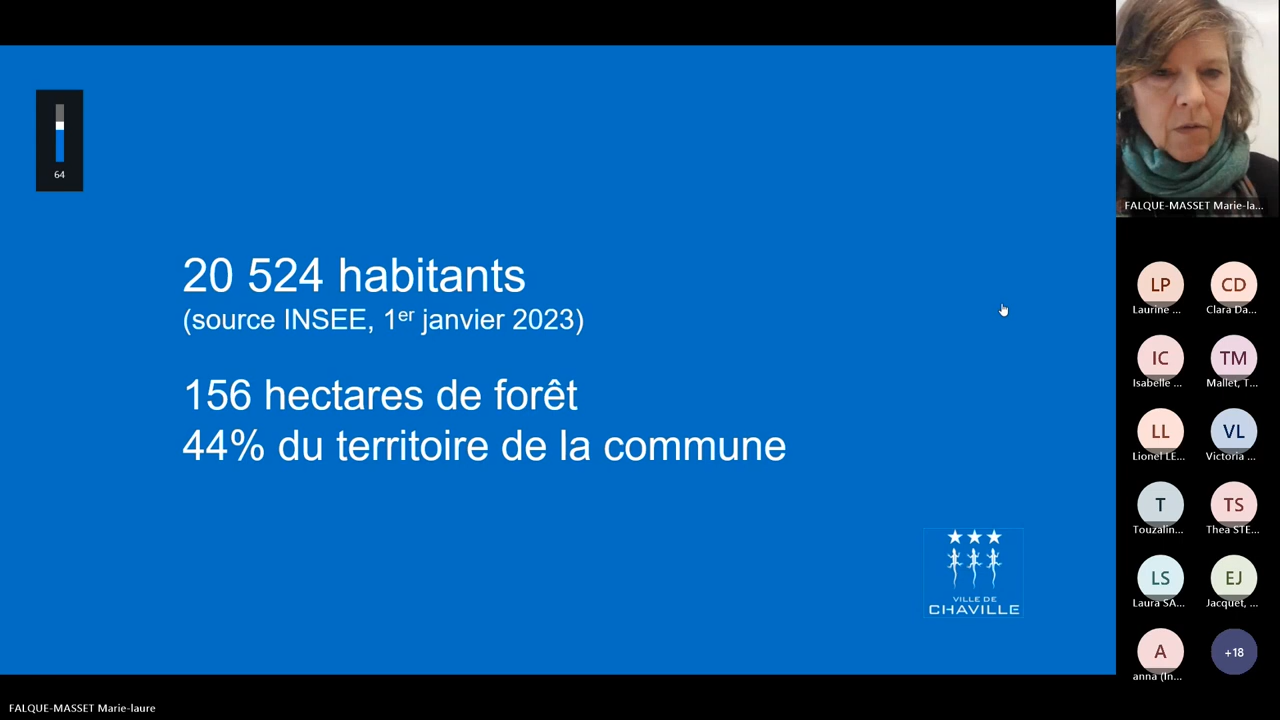 64
20 524 habitants
(source INSEE, 1er janvier 2023)
156 hectares de forêt
44% du territoire de la commune
VILLE DE
CHAVILLE
FALQUE-MASSET Marie-la...
LP
CD
Laurine ...
Clara Da...
IC
TM
Isabelle ...
Mallet, T...
LL
VL
Lionel LE...
Victoria ...
T
TS
Touzalin...
Thea STE...
LS
EJ
Laura SA...
Jacquet, ...
A
+18
anna (In...
FALQUE-MASSET Marie-laure